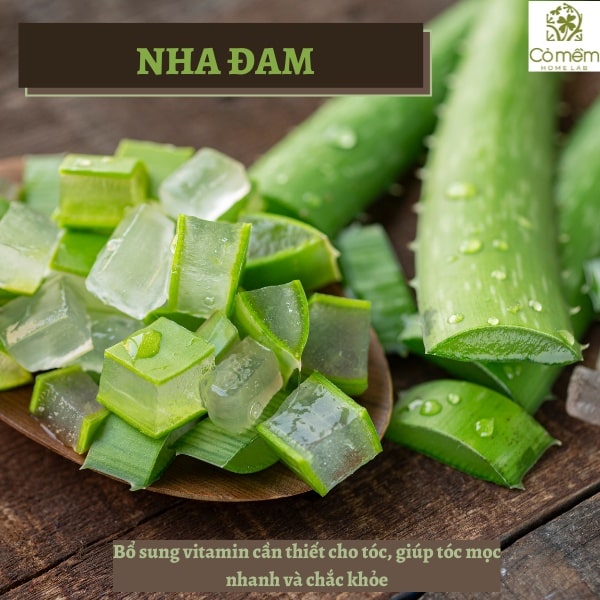 Cỏ mềm
HOME LAB
NHA ĐAM
Bổ sung vitamin cần thiết cho tóc, giúp tóc mọc
nhanh và chắc khỏe